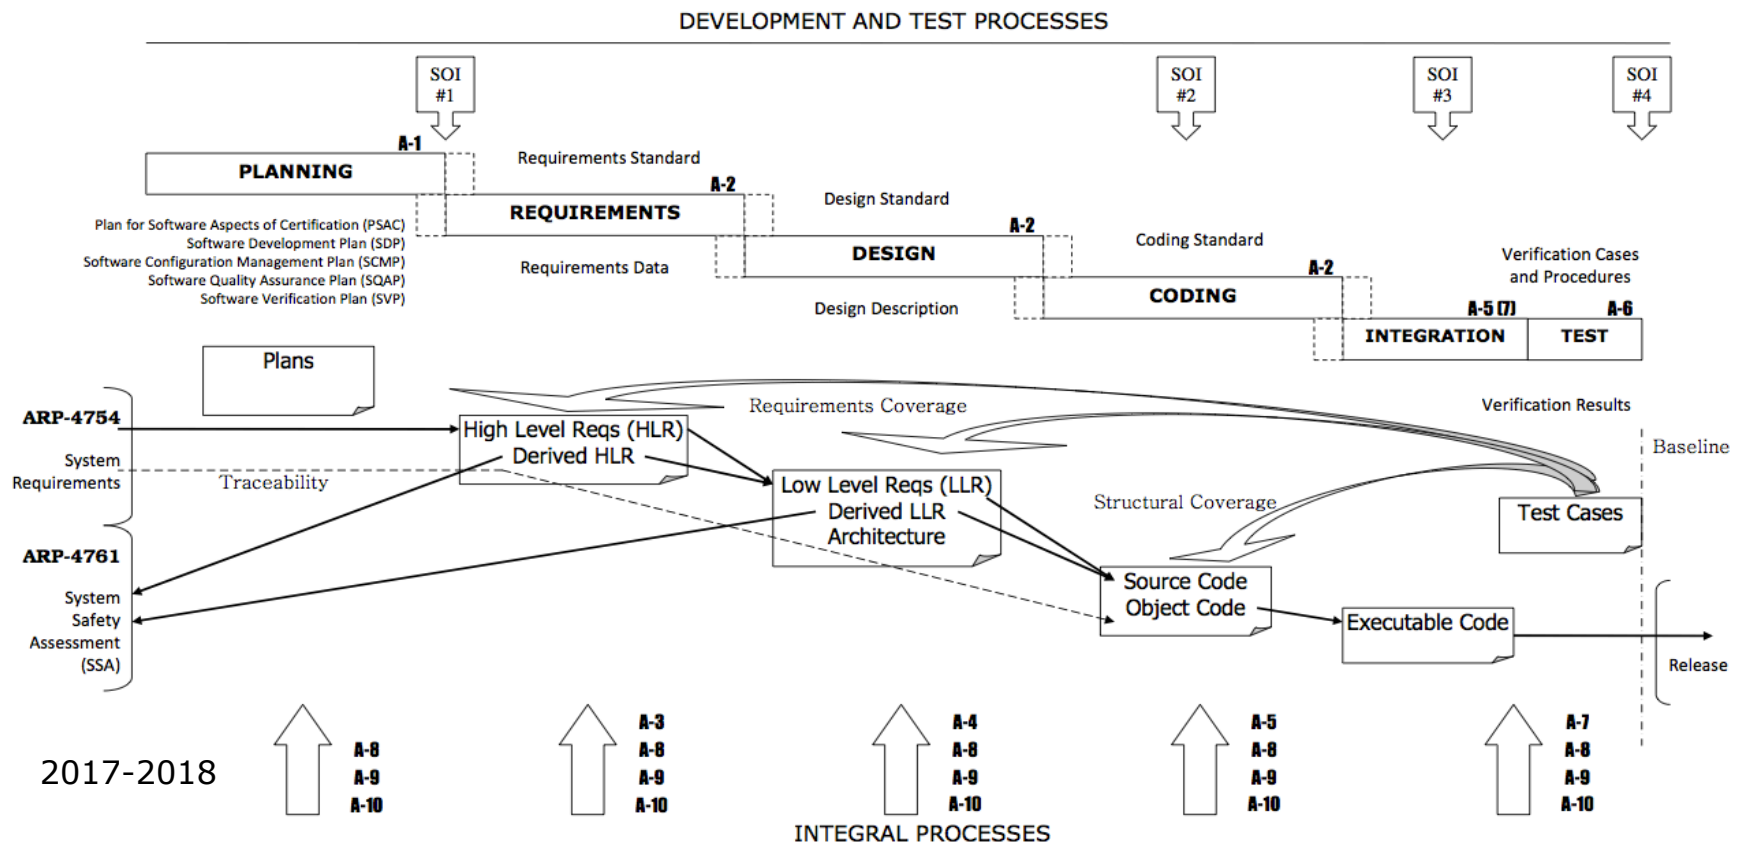 DEVELOPMENT AND TEST PROCESSES
SOI
#1
SOI
#2
SOI
#3
SOI
#4
A-1
PLANNING
Requirements Standard
A-2
REQUIREMENTS
Design Standard
A-2
DESIGN
Coding Standard
A-2
CODING
Verification Cases
and Procedures
A-5 (7)
A-6
INTEGRATION
TEST
Plan for Software Aspects of Certification (PSAC)
Software Development Plan (SDP)
Software Configuration Management Plan (SCMP)
Software Quality Assurance Plan (SQAP)
Software Verification Plan (SVP)
Requirements Data
Design Description
Plans
ARP-4754
System
Requirements
Traceability
High Level Reqs (HLR)
Derived HLR
Requirements Coverage
Verification Results
Baseline
Low Level Reqs (LLR)
Derived LLR
Architecture
Structural Coverage
Test Cases
ARP-4761
System
Safety
Assessment
(SSA)
Source Code
Object Code
Executable Code
Release
A-8
A-9
A-10
A-3
A-8
A-9
A-10
A-4
A-8
A-9
A-10
A-5
A-8
A-9
A-10
A-7
A-8
A-9
A-10
2017-2018
INTEGRAL PROCESSES